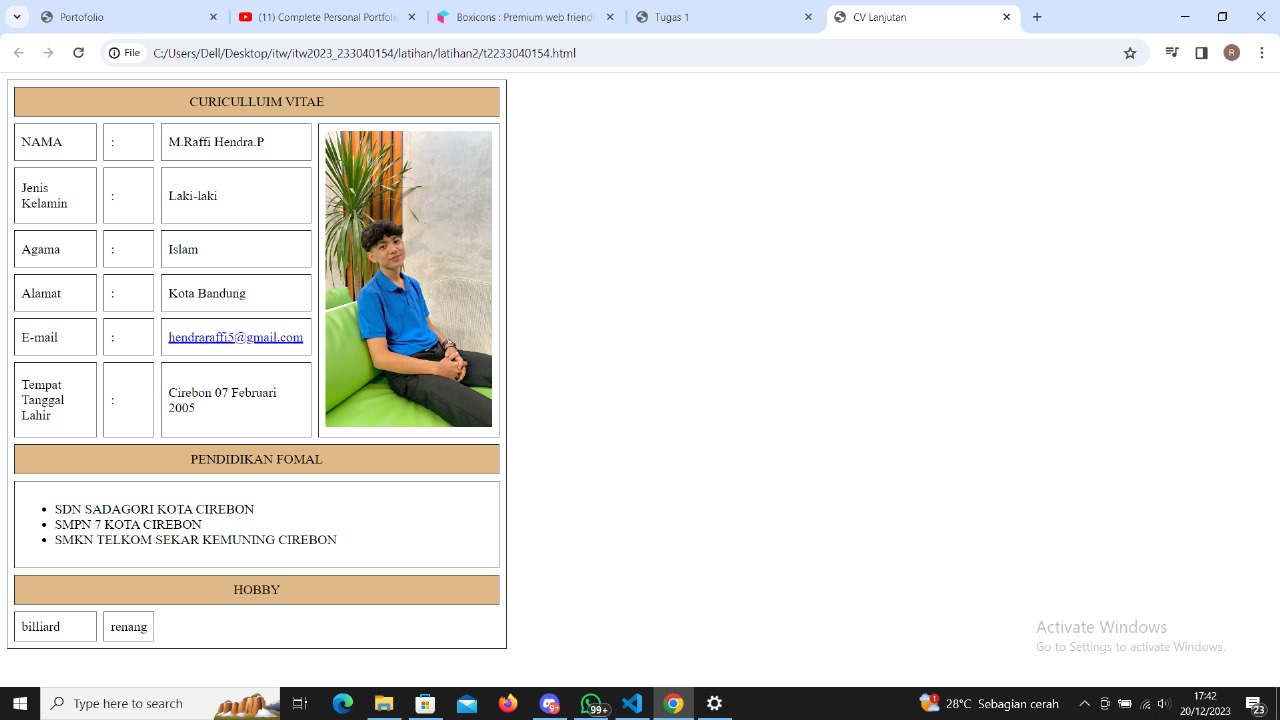 Portofolio
(11) Complete Personal Portfoli
Boxicons : Premium web friendl
Tugas 1
CV Lanjutan
File
C:/Users/Dell/Desktop/itw/itw2023_233040154/latihan/latihan2/t2233040154.html
R
CURICULLUIM VITAE
NAMA : M.Raffi Hendra.P
Jenis
Kelamin : Laki-laki
Agama : Islam
Alamat : Kota Bandung
E-mail : hendraraffi5@gmail.com
Tempat
Tanggal
Lahir : Cirebon 07 Februari
2005
PENDIDIKAN FOMAL
• SDN SADAGORI KOTA CIREBON
• SMPN 7 KOTA CIREBON
• SMKN TELKOM SEKAR KEMUNING CIREBON
HOBBY
billiard renang
Activate Windows
Go to Settings to activate Windows.
Type here to search
99+
1
28°C Sebagian cerah
17:42
20/12/2023
23